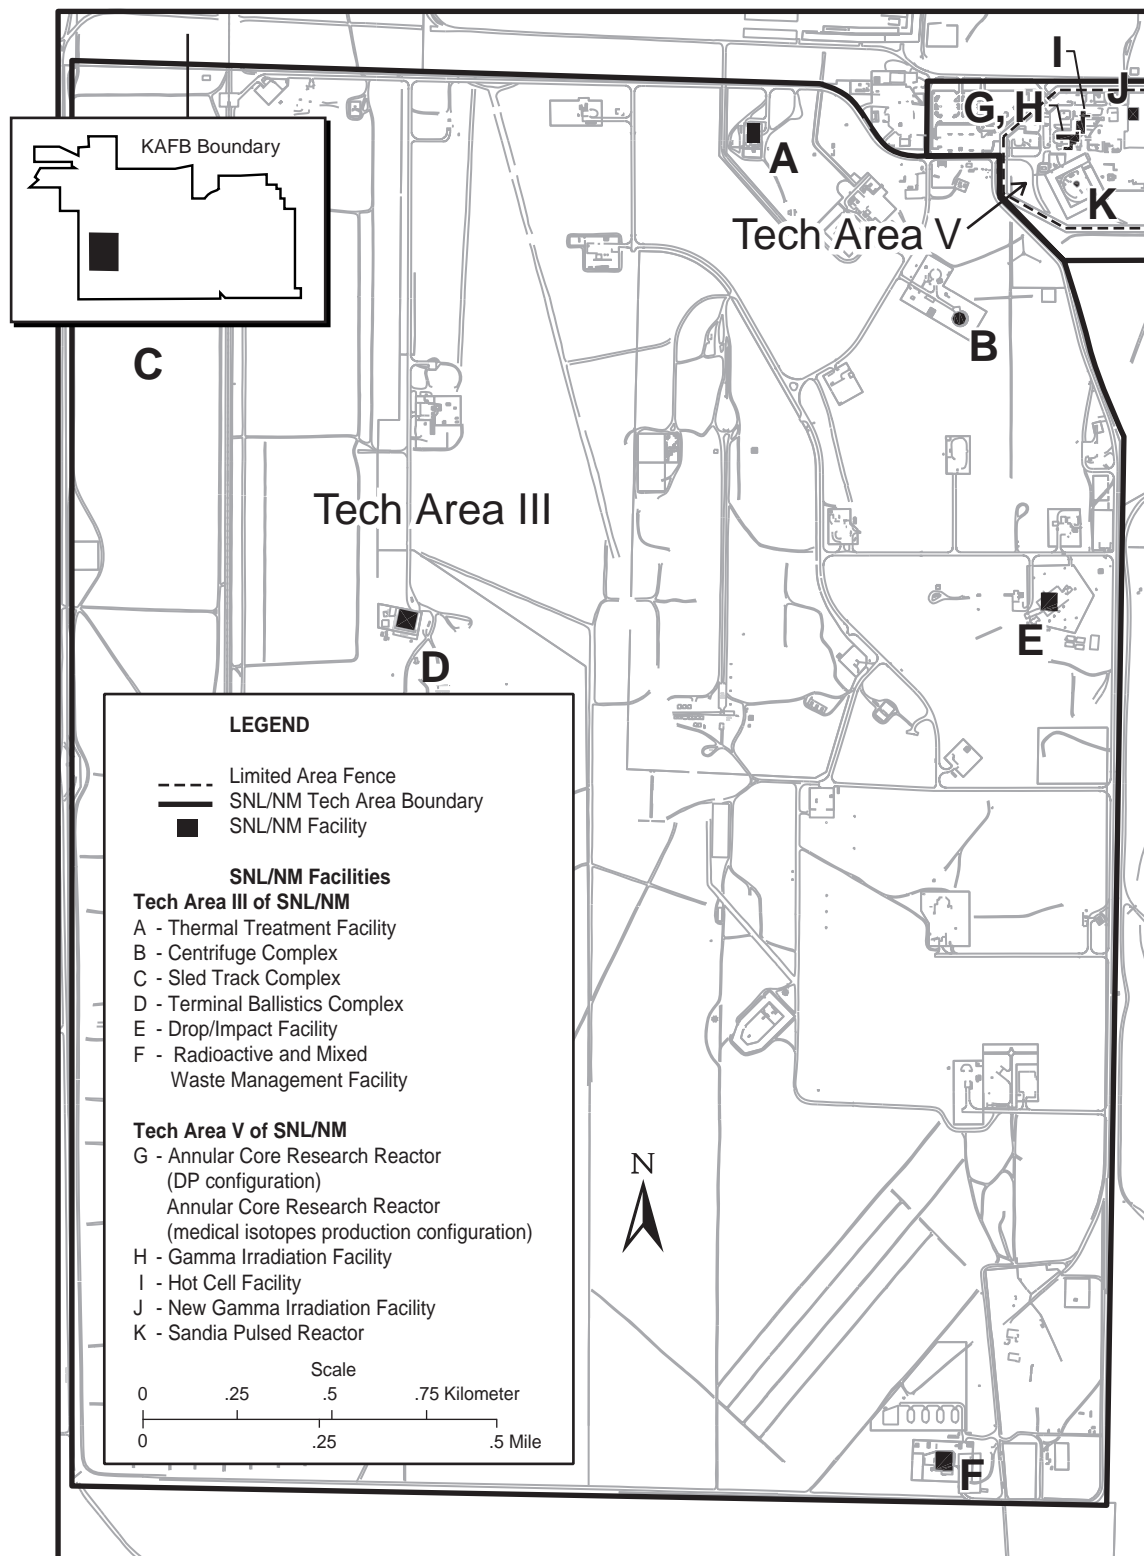 I
J
G, H
KAFB Boundary
A
K
Tech Area V
B
C
Tech Area III
E
D
LEGEND
Limited Area Fence
SNL/NM Tech Area Boundary
SNL/NM Facility
SNL/NM Facilities
Tech Area III of SNL/NM
A - Thermal Treatment Facility
B - Centrifuge Complex
C - Sled Track Complex
D - Terminal Ballistics Complex
E - Drop/Impact Facility
F - Radioactive and Mixed
Waste Management Facility
Tech Area V of SNL/NM
G - Annular Core Research Reactor
(DP configuration)
Annular Core Research Reactor
(medical isotopes production configuration)
H - Gamma Irradiation Facility
I - Hot Cell Facility
J - New Gamma Irradiation Facility
K - Sandia Pulsed Reactor
Scale
0 .25 .5 .75 Kilometer
0 .25 .5 Mile
N
F